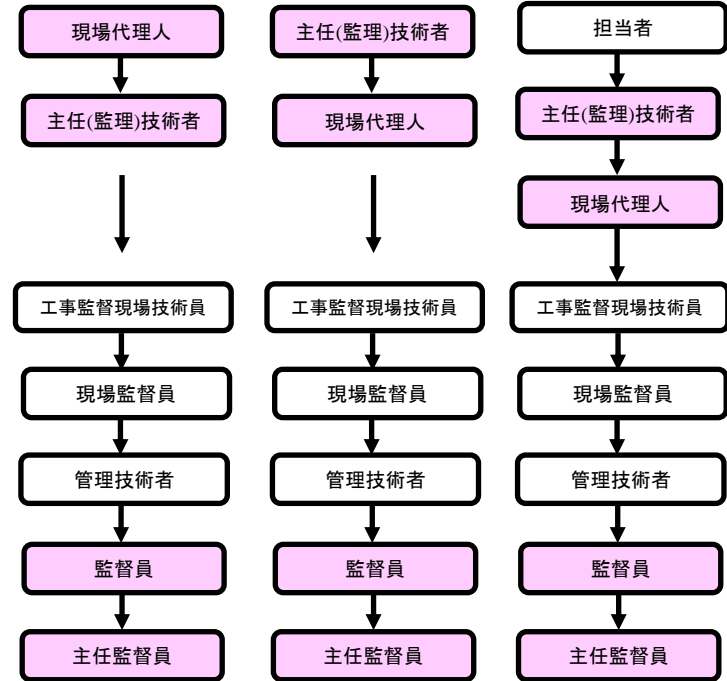 現場代理人
主任(監理)技術者
工事監督現場技術員
現場監督員
管理技術者
監督員
主任監督員
主任(監理)技術者
現場代理人
工事監督現場技術員
現場監督員
管理技術者
監督員
主任監督員
担当者
主任(監理)技術者
現場代理人
工事監督現場技術員
現場監督員
管理技術者
監督員
主任監督員